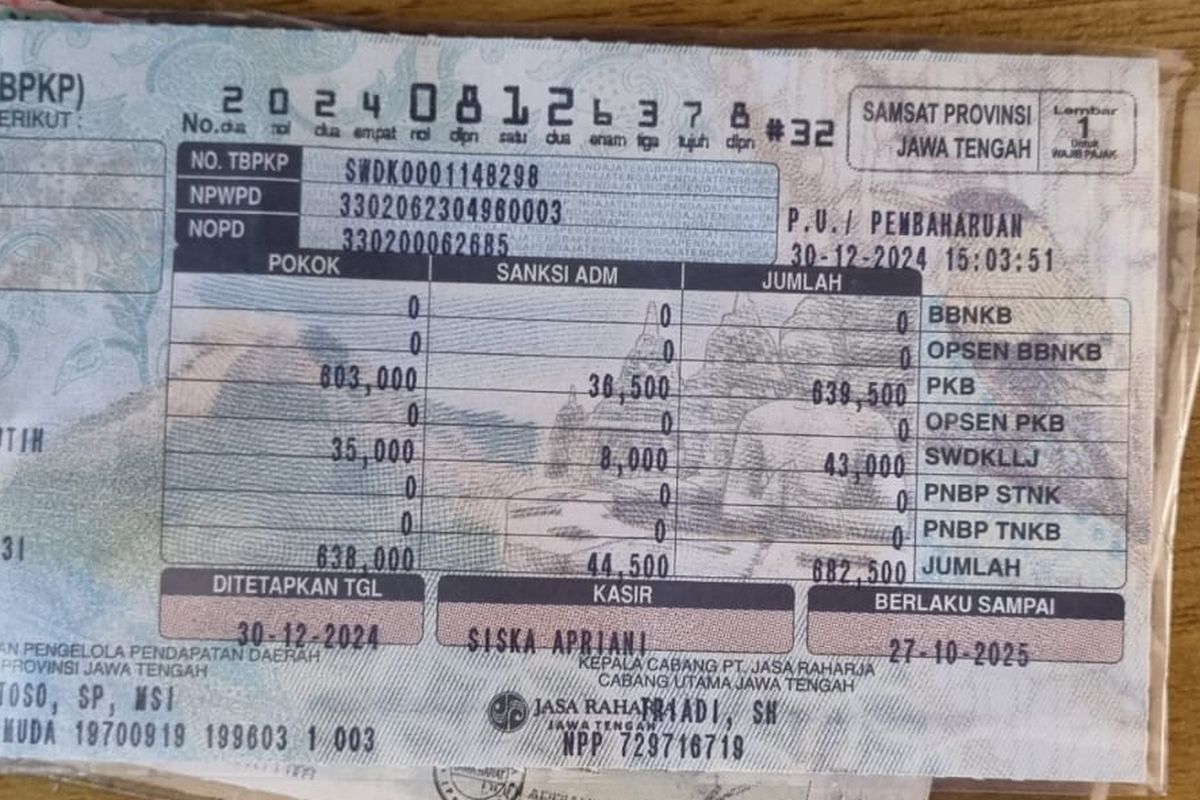 BPKP)
ERIKUT :
No. 2 0 2 4 0 8 1 2 6 3 7 8 #32
dua nol dua empat nol dlpn satu dua enam tiga tujuh dlpn
SAMSAT PROVINSI
JAWA TENGAH
Lembar
1
Untuk
WAJIB PAJAK
NO. TBPKP SWDK0001148298
NPWPD 3302062304960003
NOPD 330200062685
P.U./ PEMBAHARUAN
30-12-2024 15:03:51
POKOK SANKSI ADM JUMLAH
0 0 0 BBNKB
0 0 0 OPSEN BBNKB
603,000 36,500 639,500 PKB
0 0 0 OPSEN PKB
35,000 8,000 43,000 SWDKLLJ
0 0 0 PNBP STNK
0 0 0 PNBP TNKB
638,000 44,500 682,500 JUMLAH
UTIH
31
DITETAPKAN TGL KASIR BERLAKU SAMPAI
30-12-2024 SISKA APRIANI 27-10-2025
AN PENGELOLA PENDAPATAN DAERAH
PROVINSI JAWA TENGAH
KEPALA CABANG PT. JASA RAHARJA
CABANG UTAMA JAWA TENGAH
TOSO, SP, MSI
MUDA 19700919 199603 1 003
JASA RAHARJA
JAWA TENGAH
TRIADI, SH
NPP 729716719